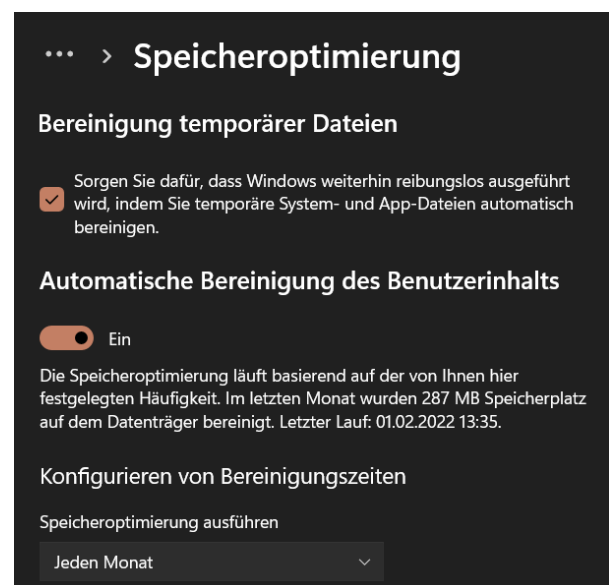 ... > Speicheroptimierung
Bereinigung temporärer Dateien
Sorgen Sie dafür, dass Windows weiterhin reibungslos ausgeführt
wird, indem Sie temporäre System- und App-Dateien automatisch
bereinigen.
Automatische Bereinigung des Benutzerinhalts
Ein
Die Speicheroptimierung läuft basierend auf der von Ihnen hier
festgelegten Häufigkeit. Im letzten Monat wurden 287 MB Speicherplatz
auf dem Datenträger bereinigt. Letzter Lauf: 01.02.2022 13:35.
Konfigurieren von Bereinigungszeiten
Speicheroptimierung ausführen
Jeden Monat